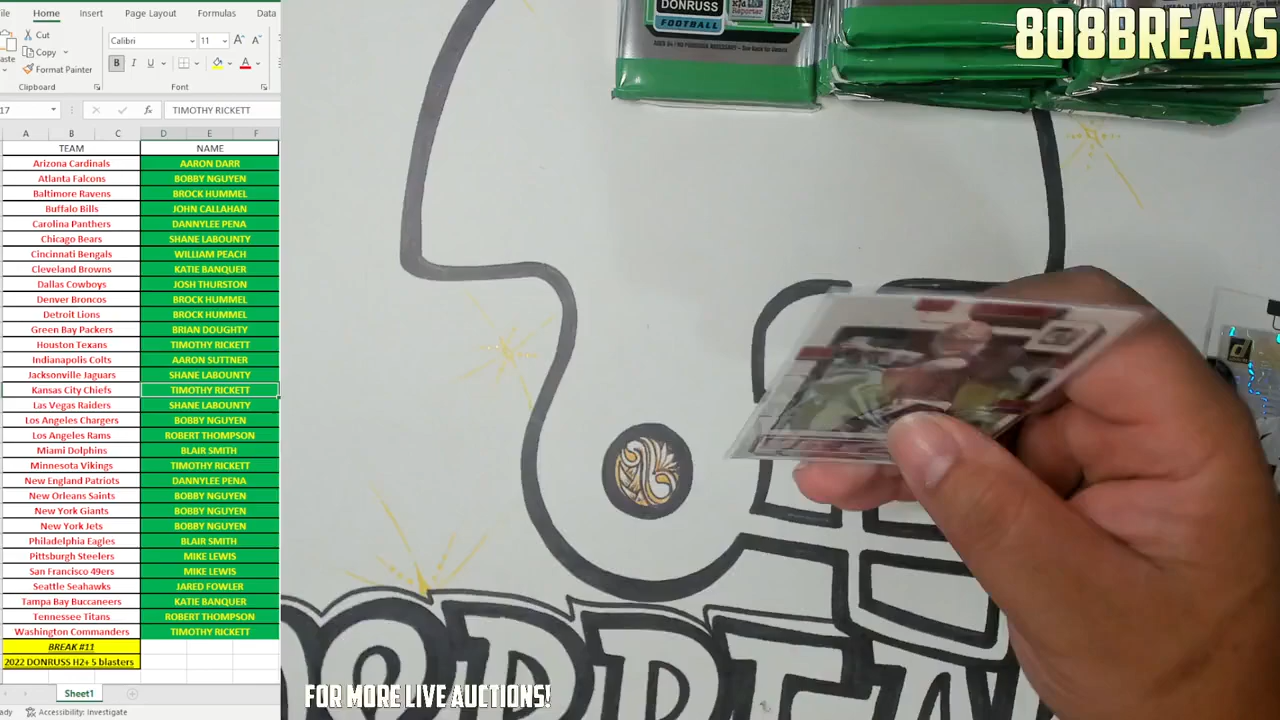 File Home Insert Page Layout Formulas Data
Cut
Copy
Format Painter
Calibri 11
B I U
Clipboard Font
17 TIMOTHY RICKETT
A B C D E F
TEAM NAME
Arizona Cardinals AARON DARR
Atlanta Falcons BOBBY NGUYEN
Baltimore Ravens BROCK HUMMEL
Buffalo Bills JOHN CALLAHAN
Carolina Panthers DANNYLEE PENA
Chicago Bears SHANE LABOUNTY
Cincinnati Bengals WILLIAM PEACH
Cleveland Browns KATIE BANQUER
Dallas Cowboys JOSH THURSTON
Denver Broncos BROCK HUMMEL
Detroit Lions BROCK HUMMEL
Green Bay Packers BRIAN DOUGHTY
Houston Texans TIMOTHY RICKETT
Indianapolis Colts AARON SUTTNER
Jacksonville Jaguars SHANE LABOUNTY
Kansas City Chiefs TIMOTHY RICKETT
Las Vegas Raiders SHANE LABOUNTY
Los Angeles Chargers BOBBY NGUYEN
Los Angeles Rams ROBERT THOMPSON
Miami Dolphins BLAIR SMITH
Minnesota Vikings TIMOTHY RICKETT
New England Patriots DANNYLEE PENA
New Orleans Saints BOBBY NGUYEN
New York Giants BOBBY NGUYEN
New York Jets BOBBY NGUYEN
Philadelphia Eagles BLAIR SMITH
Pittsburgh Steelers MIKE LEWIS
San Francisco 49ers MIKE LEWIS
Seattle Seahawks JARED FOWLER
Tampa Bay Buccaneers KATIE BANQUER
Tennessee Titans ROBERT THOMPSON
Washington Commanders TIMOTHY RICKETT
BREAK #11
2022 DONRUSS H2+ 5 blasters
Sheet1
Accessibility: Investigate
DONRUSS
FOOTBALL
808BREAKS
FOR MORE LIVE AUCTIONS!